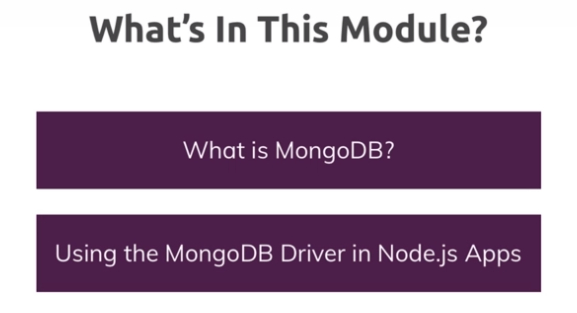 What's In This Module?
What is MongoDB?
Using the MongoDB Driver in Node.js Apps